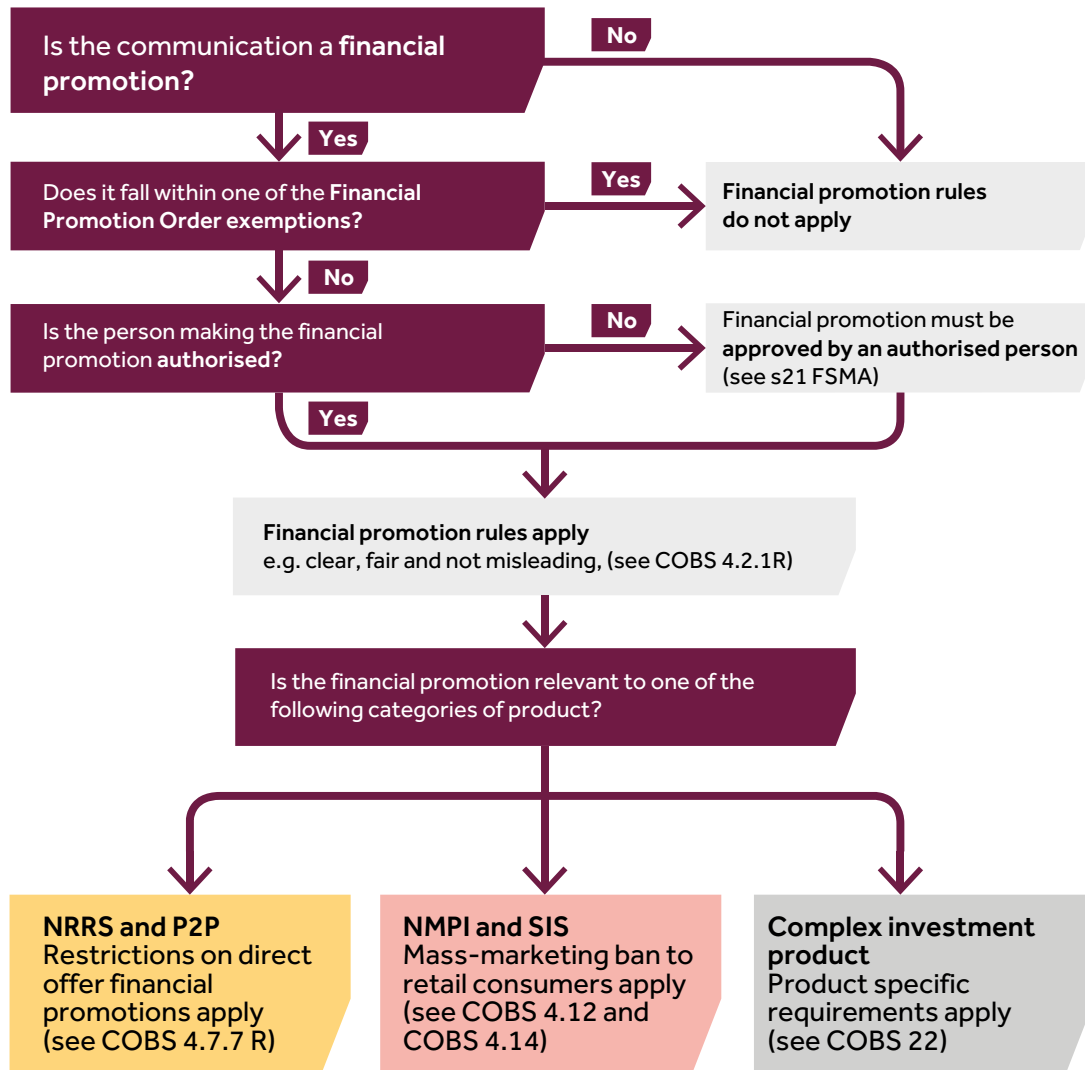 Is the communication a financial
promotion?
No
Yes
Does it fall within one of the Financial
Promotion Order exemptions?
Yes
Financial promotion rules
do not apply
No
Is the person making the financial
promotion authorised?
No
Financial promotion must be
approved by an authorised person
(see s21 FSMA)
Yes
Financial promotion rules apply
e.g. clear, fair and not misleading, (see COBS 4.2.1R)
Is the financial promotion relevant to one of the
following categories of product?
NRRS and P2P
Restrictions on direct
offer financial
promotions apply
(see COBS 4.7.7 R)
NMPI and SIS
Mass-marketing ban to
retail consumers apply
(see COBS 4.12 and
COBS 4.14)
Complex investment
product
Product specific
requirements apply
(see COBS 22)